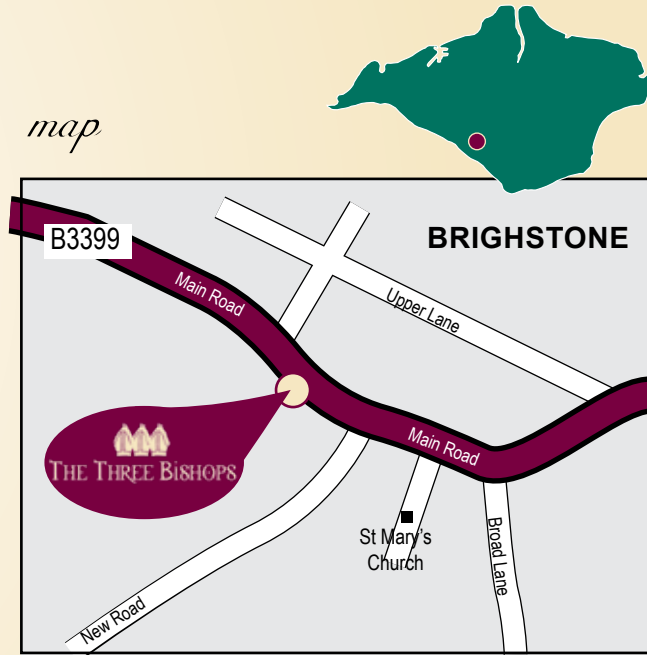 map
B3399
BRIGHSTONE
Main Road
Upper Lane
THE THREE BISHOPS
Main Road
St Mary's
Church
Broad Lane
New Road